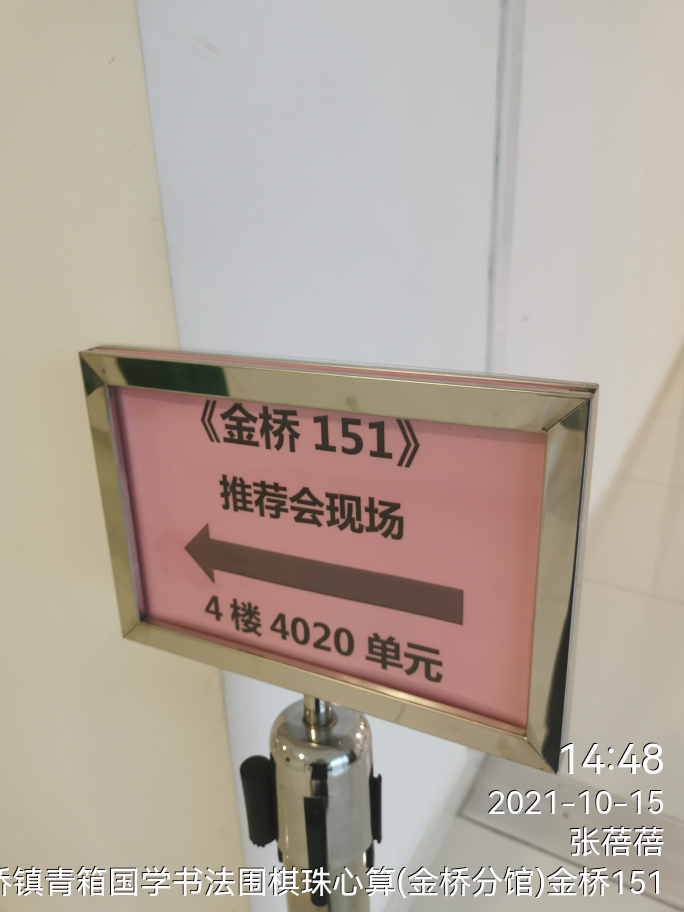 《金桥 151》
推荐会现场
4 楼 4020 单元
14:48
2021-10-15
张蓓蓓
桥镇青箱国学书法围棋珠心算(金桥分馆)金桥151